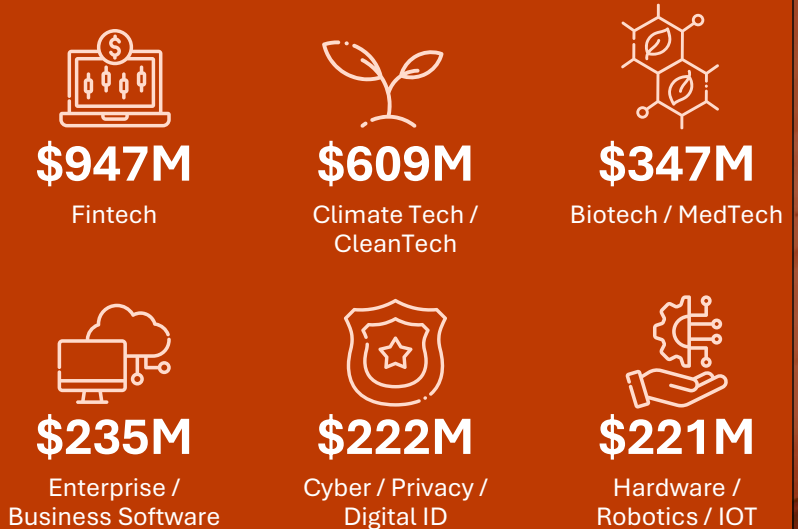 $
$947M
Fintech
$609M
Climate Tech /
CleanTech
$347M
Biotech / MedTech
$235M
Enterprise /
Business Software
$222M
Cyber / Privacy /
Digital ID
$221M
Hardware /
Robotics / IOT